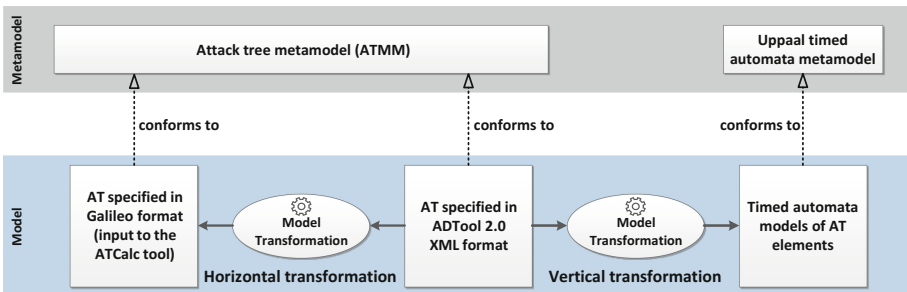 Metamodel
Attack tree metamodel (ATMM)
Uppaal timed
automata metamodel
conforms to
conforms to
conforms to
Model
AT specified in
Galileo format
(input to the
ATCalc tool)
Model
Transformation
AT specified in
ADTool 2.0
XML format
Model
Transformation
Timed automata
models of AT
elements
Horizontal transformation
Vertical transformation